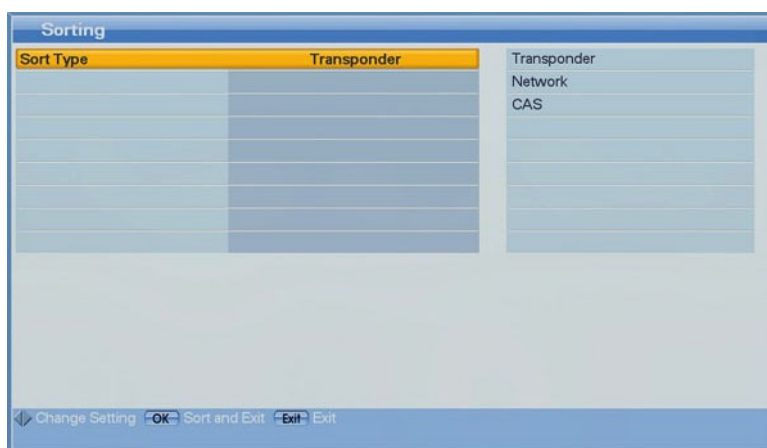 Sorting
Sort Type Transponder
Transponder
Network
CAS
Change Setting OK Sort and Exit Exit Exit